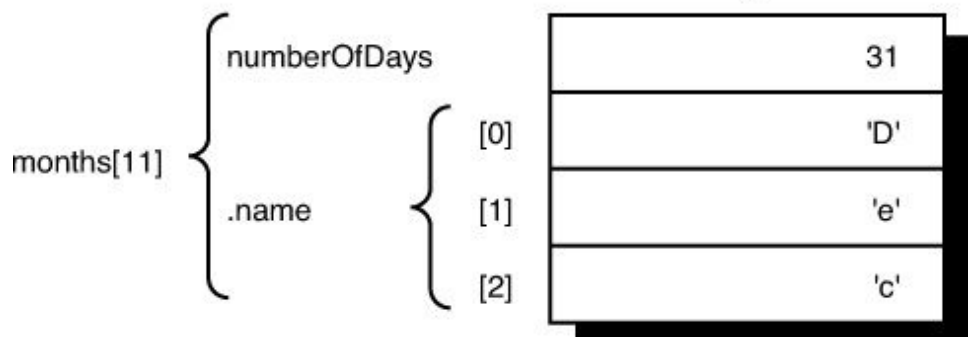 numberOfDays 31
[0] 'D'
months[11]
.name [1] 'e'
[2] 'c'